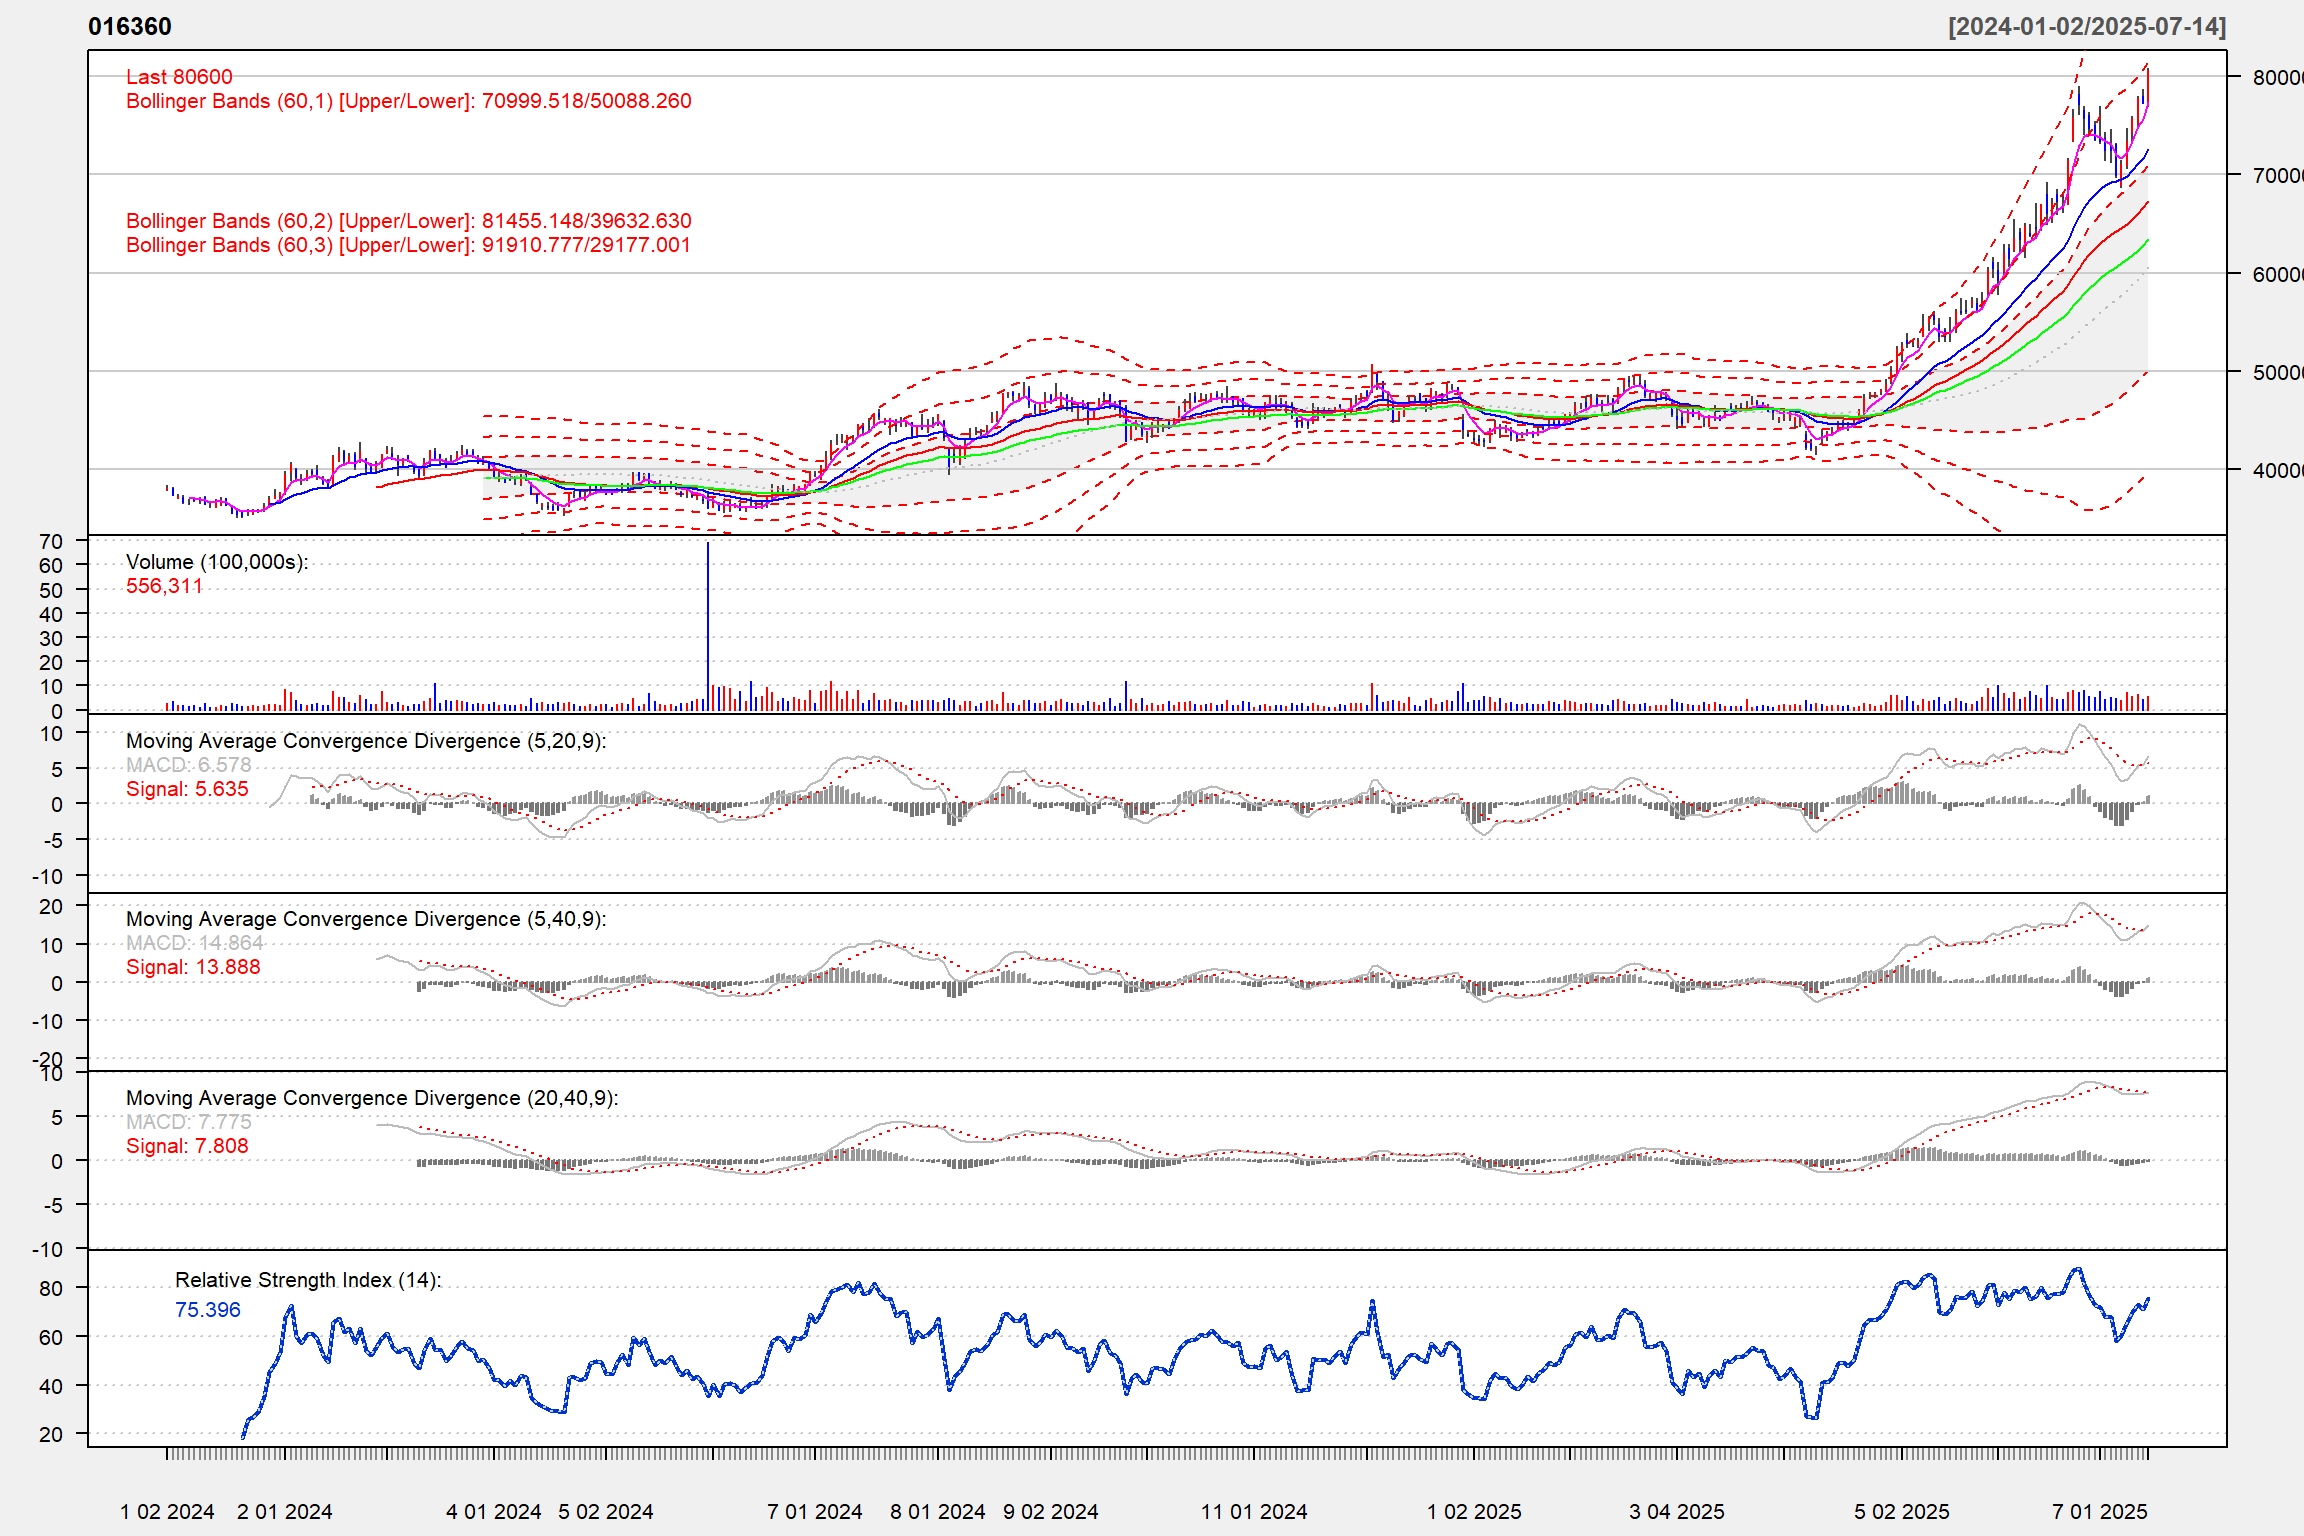 016360 [2024-01-02/2025-07-14]
Last 80600
Bollinger Bands (60,1) [Upper/Lower]: 70999.518/50088.260
Bollinger Bands (60,2) [Upper/Lower]: 81455.148/39632.630
Bollinger Bands (60,3) [Upper/Lower]: 91910.777/29177.001
80000
70000
60000
50000
40000
Volume (100,000s):
556,311
70
60
50
40
30
20
10
0
Moving Average Convergence Divergence (5,20,9):
MACD: 6.578
Signal: 5.635
10
5
0
-5
-10
Moving Average Convergence Divergence (5,40,9):
MACD: 14.864
Signal: 13.888
20
10
0
-10
-20
Moving Average Convergence Divergence (20,40,9):
MACD: 7.775
Signal: 7.808
10
5
0
-5
-10
Relative Strength Index (14):
75.396
80
60
40
20
1 02 2024 2 01 2024 4 01 2024 5 02 2024 7 01 2024 8 01 2024 9 02 2024 11 01 2024 1 02 2025 3 04 2025 5 02 2025 7 01 2025